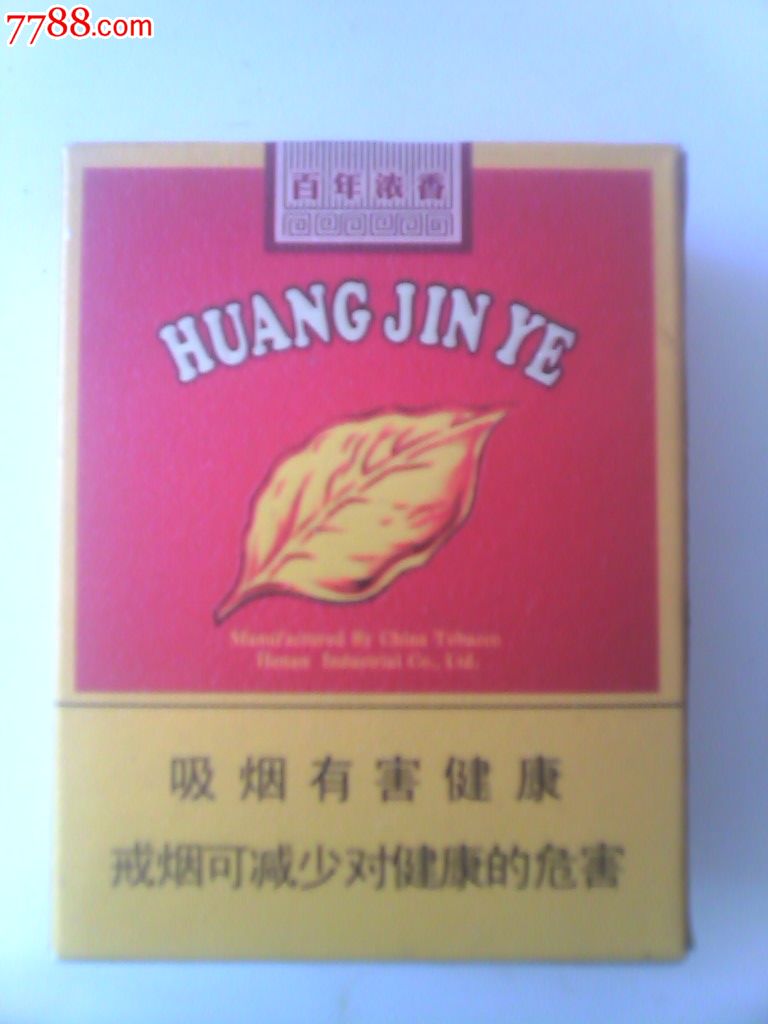 7788.com
百年浓香
HUANG JIN YE
Manufactured By China Tobacco
Henan Industrial Co., Ltd.
吸烟有害健康
戒烟可减少对健康的危害